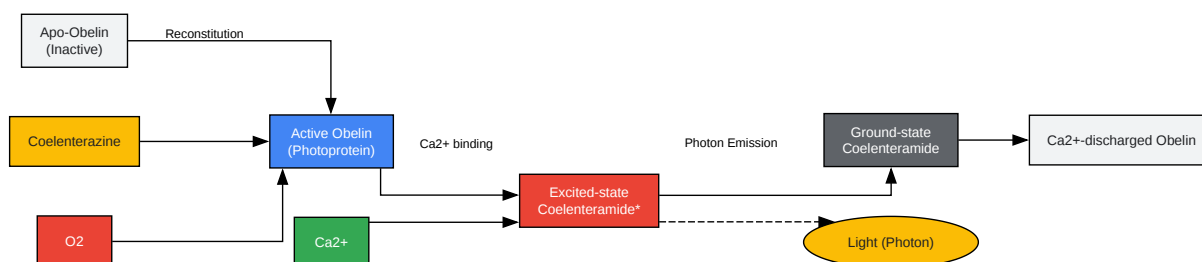 Apo-Obelin
(Inactive)
Reconstitution
Coelenterazine
Active Obelin
(Photoprotein)
Ca2+ binding
Photon Emission
Ground-state
Coelenteramide
Ca2+-discharged Obelin
Excited-state
Coelenteramide*
O2
Ca2+
Light (Photon)